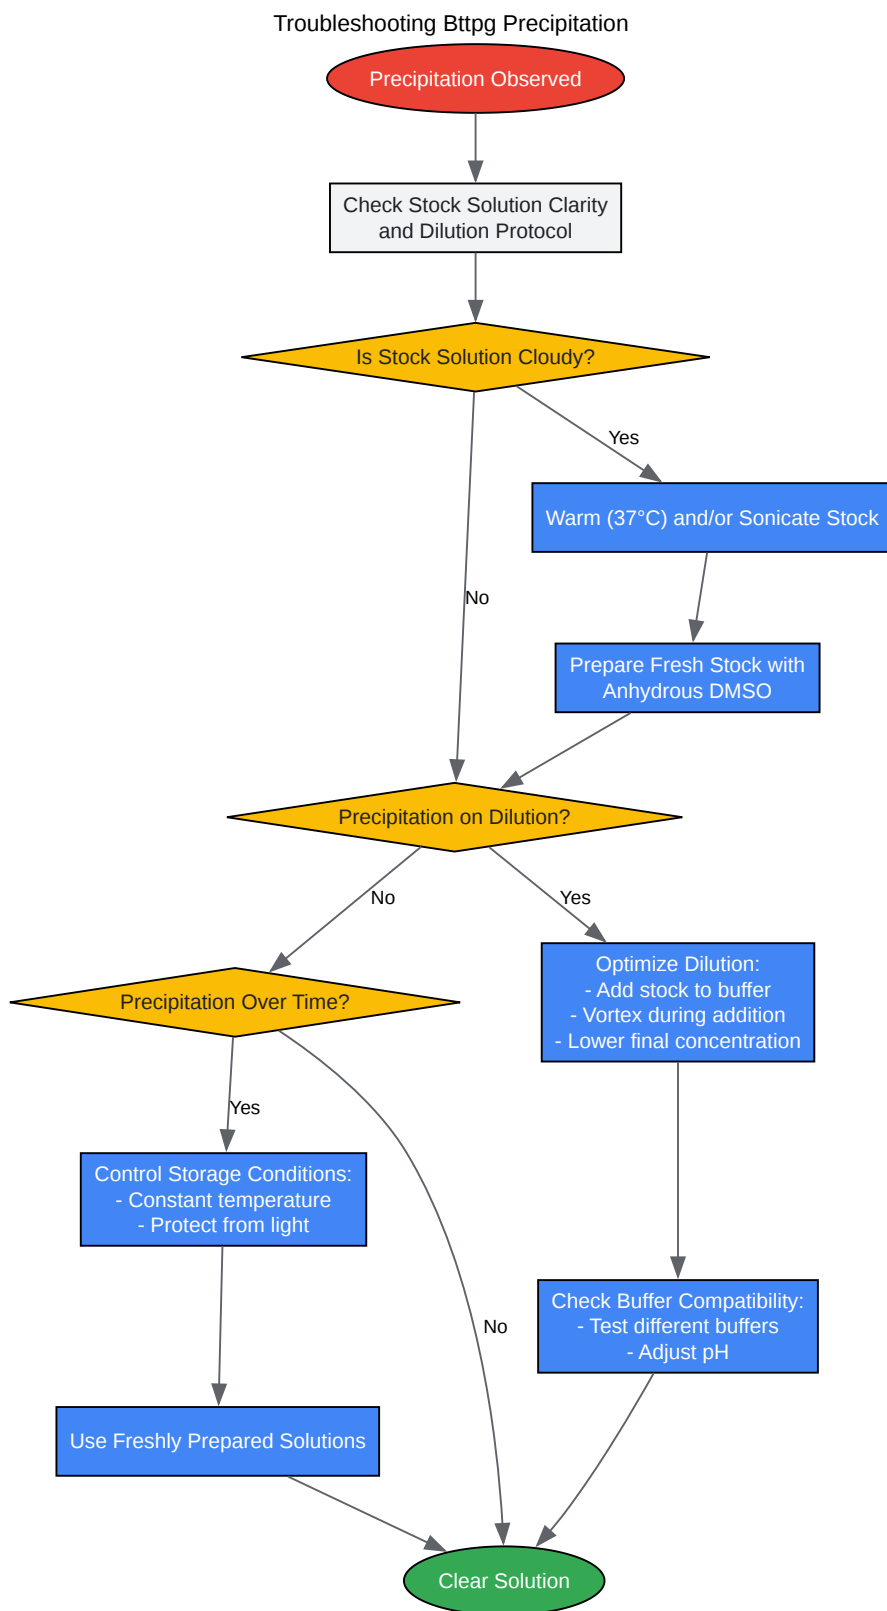 Troubleshooting Bttpg Precipitation
Precipitation Observed
Check Stock Solution Clarity
and Dilution Protocol
Is Stock Solution Cloudy?
Yes
Warm (37°C) and/or Sonicate Stock
No
Prepare Fresh Stock with
Anhydrous DMSO
Precipitation on Dilution?
No
Yes
Optimize Dilution:
- Add stock to buffer
- Vortex during addition
- Lower final concentration
Precipitation Over Time?
Yes
Control Storage Conditions:
- Constant temperature
- Protect from light
No
Check Buffer Compatibility:
- Test different buffers
- Adjust pH
Use Freshly Prepared Solutions
Clear Solution